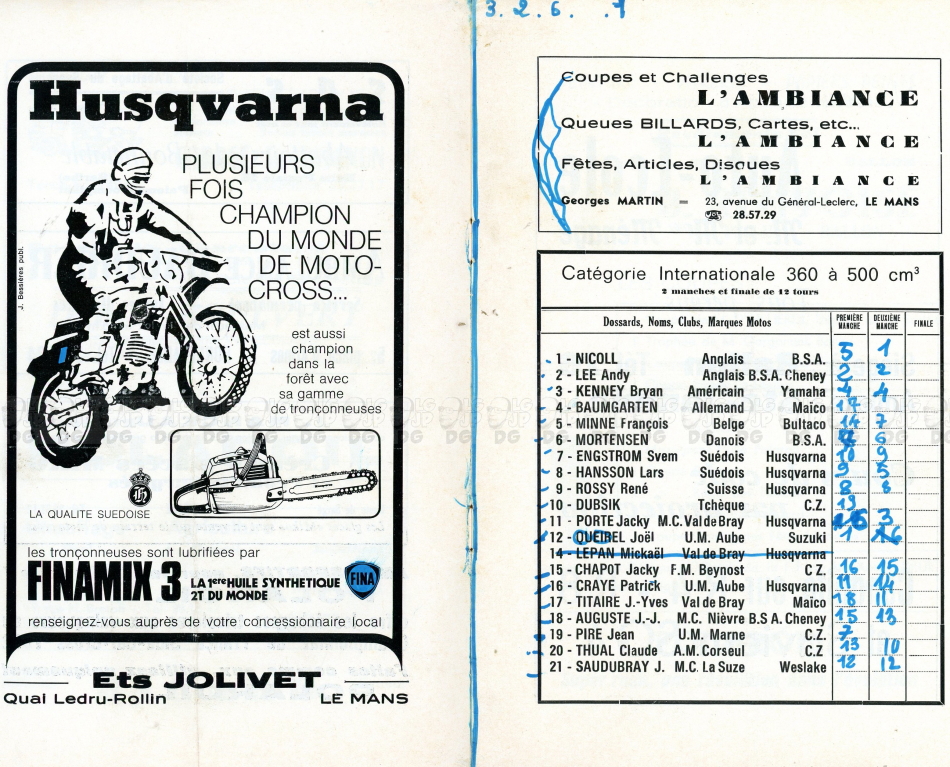 Husqvarna
PLUSIEURS
FOIS
CHAMPION
DU MONDE
DE MOTO-
CROSS...
est aussi
champion
dans la
forêt avec
sa gamme
de tronçonneuses
J. Bessières publ.
LA QUALITE SUEDOISE
les tronçonneuses sont lubrifiées par
FINAMIX 3 LA 1ere HUILE SYNTHETIQUE
2T DU MONDE
FINA
renseignez-vous auprès de votre concessionnaire local
Ets JOLIVET
Quai Ledru-Rollin LE MANS
3. 2. 6. .1
Coupes et Challenges
L'AMBIANCE
Queues BILLARDS, Cartes, etc...
L'AMBIANCE
Fêtes, Articles, Disques
L'AMBIANCE
Georges MARTIN — 23, avenue du Général-Leclerc, LE MANS
☎ 28.57.29
Catégorie Internationale 360 à 500 cm³
2 manches et finale de 12 tours
Dossards, Noms, Clubs, Marques Motos PREMIÈRE MANCHE DEUXIÈME MANCHE FINALE
1 - NICOLL Anglais B.S.A. 5 1
2 - LEE Andy Anglais B.S.A. Cheney 2 2
3 - KENNEY Bryan Américain Yamaha 4 4
4 - BAUMGARTEN Allemand Maïco
5 - MINNE François Belge Bultaco 14 7
6 - MORTENSEN Danois B.S.A. 6
7 - ENGSTROM Svem Suédois Husqvarna 10 9
8 - HANSSON Lars Suédois Husqvarna 9 5
9 - ROSSY René Suisse Husqvarna 8 8
10 - DUBSIK Tchèque C.Z. 19
11 - PORTE Jacky M.C. Val de Bray Husqvarna 3
12 - QUEIREL Joël U.M. Aube Suzuki 1
14 - LEPAN Mickaël Val de Bray Husqvarna
15 - CHAPOT Jacky F.M. Beynost C Z. 16 15
16 - CRAYE Patrick U.M. Aube Husqvarna 11 14
17 - TITAIRE J.-Yves Val de Bray Maïco 18 11
18 - AUGUSTE J.-J. M.C. Nièvre B.S A. Cheney 15 13
19 - PIRE Jean U.M. Marne C.Z. 7
20 - THUAL Claude A.M. Corseul C.Z 13 10
21 - SAUDUBRAY J. M.C. La Suze Weslake 12 12